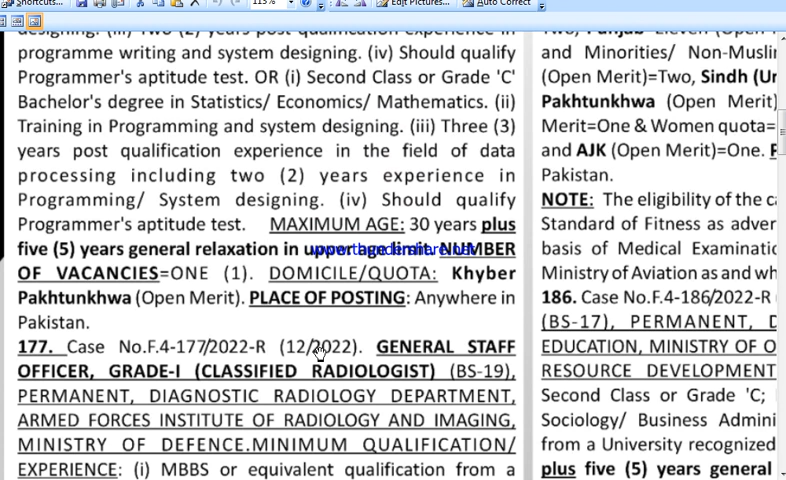 Shortcuts...
115%
Edit Pictures...
Auto Correct
designing. (iii) Two (2) years post qualification experience in
programme writing and system designing. (iv) Should qualify
Programmer's aptitude test. OR (i) Second Class or Grade 'C'
Bachelor's degree in Statistics/ Economics/ Mathematics. (ii)
Training in Programming and system designing. (iii) Three (3)
years post qualification experience in the field of data
processing including two (2) years experience in
Programming/ System designing. (iv) Should qualify
Programmer's aptitude test. MAXIMUM AGE: 30 years plus
five (5) years general relaxation in upper age limit. NUMBER
OF VACANCIES=ONE (1). DOMICILE/QUOTA: Khyber
Pakhtunkhwa (Open Merit). PLACE OF POSTING: Anywhere in
Pakistan.
177. Case No.F.4-177/2022-R (12/2022). GENERAL STAFF
OFFICER, GRADE-I (CLASSIFIED RADIOLOGIST) (BS-19),
PERMANENT, DIAGNOSTIC RADIOLOGY DEPARTMENT,
ARMED FORCES INSTITUTE OF RADIOLOGY AND IMAGING,
MINISTRY OF DEFENCE.MINIMUM QUALIFICATION/
EXPERIENCE: (i) MBBS or equivalent qualification from a
Two, Punjab
and Minorities/ Non-Muslin
(Open Merit)=Two, Sindh (Ur
Pakhtunkhwa (Open Merit)
Merit=One & Women quota=
and AJK (Open Merit)=One. P
Pakistan.
NOTE: The eligibility of the ca
Standard of Fitness as adver
basis of Medical Examinatio
Ministry of Aviation as and wh
186. Case No.F.4-186/2022-R
(BS-17), PERMANENT, D
EDUCATION, MINISTRY OF O
RESOURCE DEVELOPMENT
Second Class or Grade 'C;
Sociology/ Business Admini
from a University recognized
plus five (5) years general